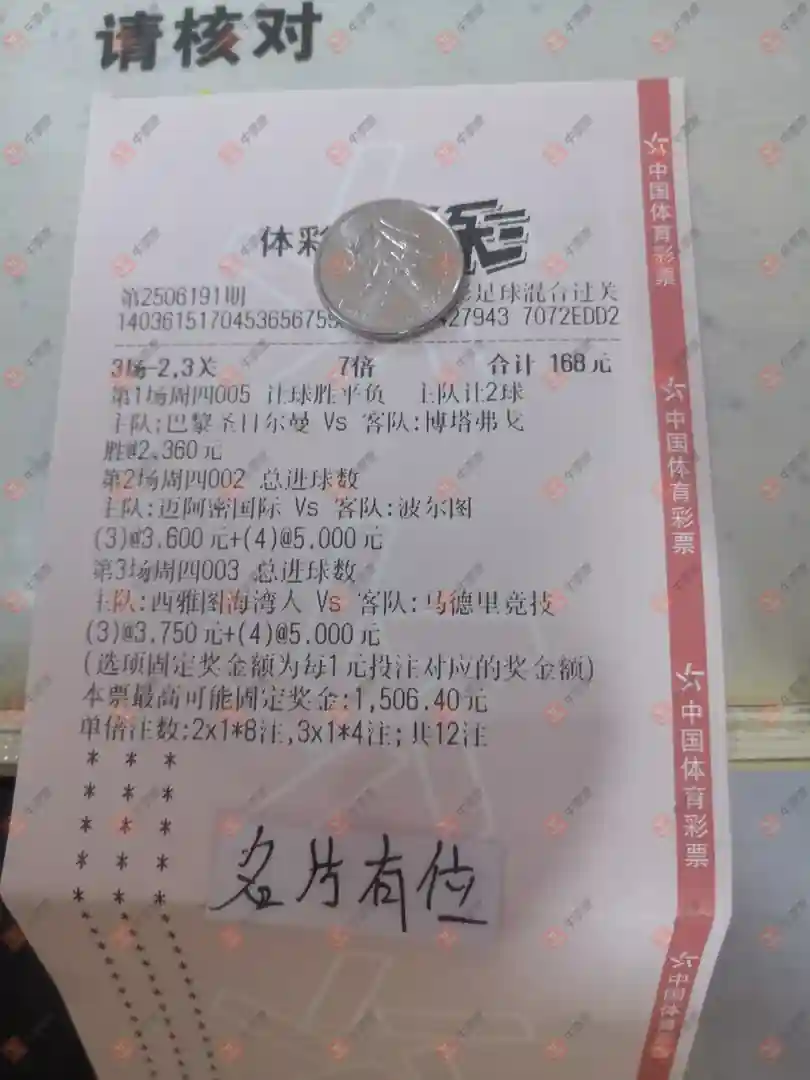 请核对
体彩
第2506191期 足球混合过关
1403615170453656755 27943 7072EDD2
3场-2,3关 7倍 合计 168元
第1场周四005 让球胜平负 主队让2球
主队:巴黎圣日尔曼 Vs 客队:博塔弗戈
胜@2.360元
第2场周四002 总进球数
主队:迈阿密国际 Vs 客队:波尔图
(3)@3.600元+(4)@5.000元
第3场周四003 总进球数
主队:西雅图海湾人 Vs 客队:马德里竞技
(3)@3.750元+(4)@5.000元
(选项固定奖金额为每1元投注对应的奖金额)
本票最高可能固定奖金:1,506.40元
单倍注数:2x1*8注,3x1*4注;共12注
* * *
* * *
* * *
* * *
* * *
名片有位
中国体育彩票
中国体育彩票
中国体育彩票
中国体育彩票